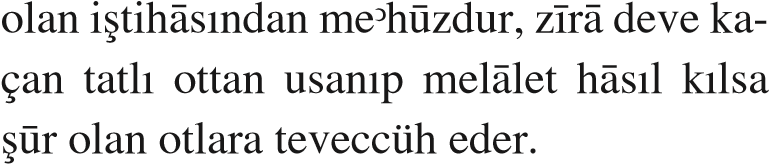 olan iştihāsından meʾhūzdur, zīrā deve ka-
çan tatlı ottan usanıp melālet hāsıl kılsa
şūr olan otlara teveccüh eder.